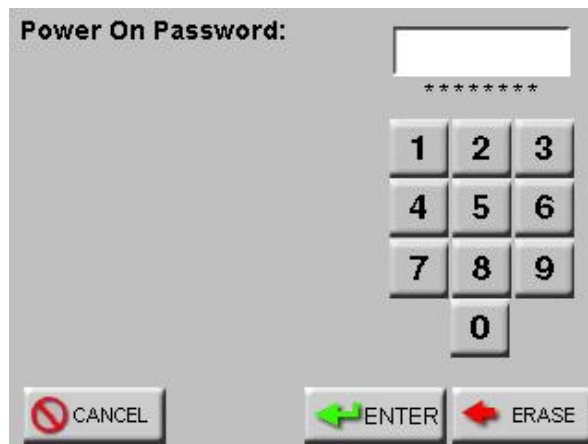 Power On Password:
********
1 2 3
4 5 6
7 8 9
0
CANCEL ENTER ERASE